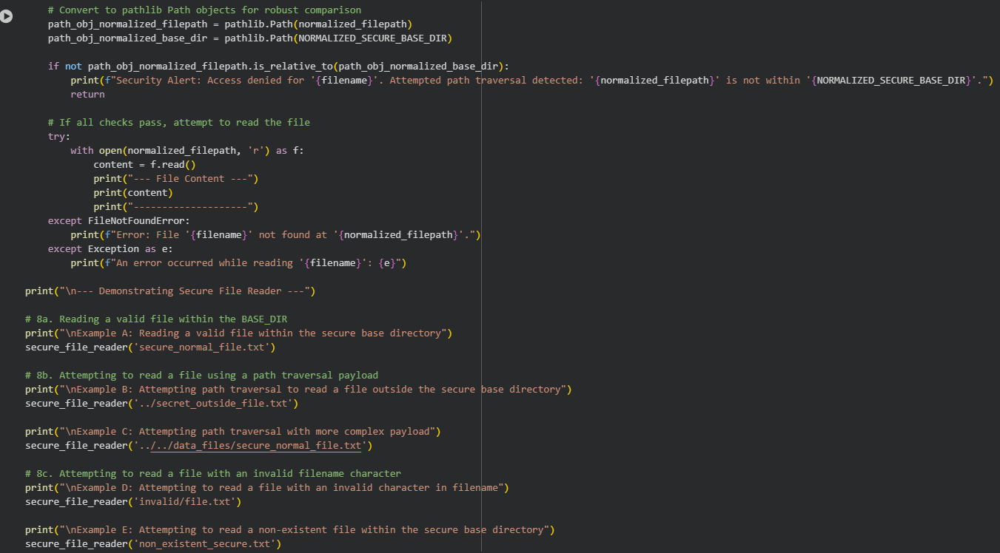 # Convert to pathlib Path objects for robust comparison
path_obj_normalized_filepath = pathlib.Path(normalized_filepath)
path_obj_normalized_base_dir = pathlib.Path(NORMALIZED_SECURE_BASE_DIR)
if not path_obj_normalized_filepath.is_relative_to(path_obj_normalized_base_dir):
print(f"Security Alert: Access denied for '{filename}'. Attempted path traversal detected: '{normalized_filepath}' is not within '{NORMALIZED_SECURE_BASE_DIR}'.")
return
# If all checks pass, attempt to read the file
try:
with open(normalized_filepath, 'r') as f:
content = f.read()
print("--- File Content ---")
print(content)
print("--------------------")
except FileNotFoundError:
print(f"Error: File '{filename}' not found at '{normalized_filepath}'.")
except Exception as e:
print(f"An error occurred while reading '{filename}': {e}")
print("\n--- Demonstrating Secure File Reader ---")
# 8a. Reading a valid file within the BASE_DIR
print("\nExample A: Reading a valid file within the secure base directory")
secure_file_reader('secure_normal_file.txt')
# 8b. Attempting to read a file using a path traversal payload
print("\nExample B: Attempting path traversal to read a file outside the secure base directory")
secure_file_reader('../secret_outside_file.txt')
print("\nExample C: Attempting path traversal with more complex payload")
secure_file_reader('../../data_files/secure_normal_file.txt')
# 8c. Attempting to read a file with an invalid filename character
print("\nExample D: Attempting to read a file with an invalid character in filename")
secure_file_reader('invalid/file.txt')
print("\nExample E: Attempting to read a non-existent file within the secure base directory")
secure_file_reader('non_existent_secure.txt')